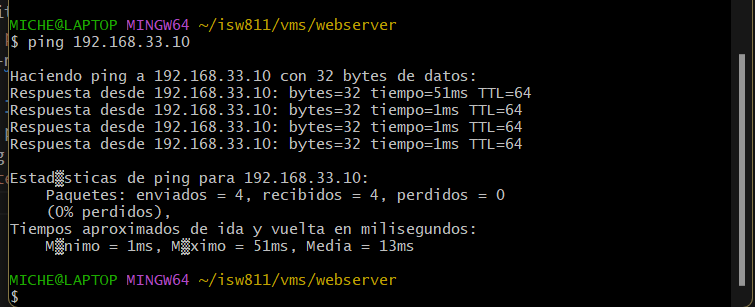 MICHE@LAPTOP MINGW64 ~/isw811/vms/webserver
$ ping 192.168.33.10
Haciendo ping a 192.168.33.10 con 32 bytes de datos:
Respuesta desde 192.168.33.10: bytes=32 tiempo=51ms TTL=64
Respuesta desde 192.168.33.10: bytes=32 tiempo=1ms TTL=64
Respuesta desde 192.168.33.10: bytes=32 tiempo=1ms TTL=64
Respuesta desde 192.168.33.10: bytes=32 tiempo=1ms TTL=64
Estad▒sticas de ping para 192.168.33.10:
Paquetes: enviados = 4, recibidos = 4, perdidos = 0
(0% perdidos),
Tiempos aproximados de ida y vuelta en milisegundos:
M▒nimo = 1ms, M▒ximo = 51ms, Media = 13ms
MICHE@LAPTOP MINGW64 ~/isw811/vms/webserver
$